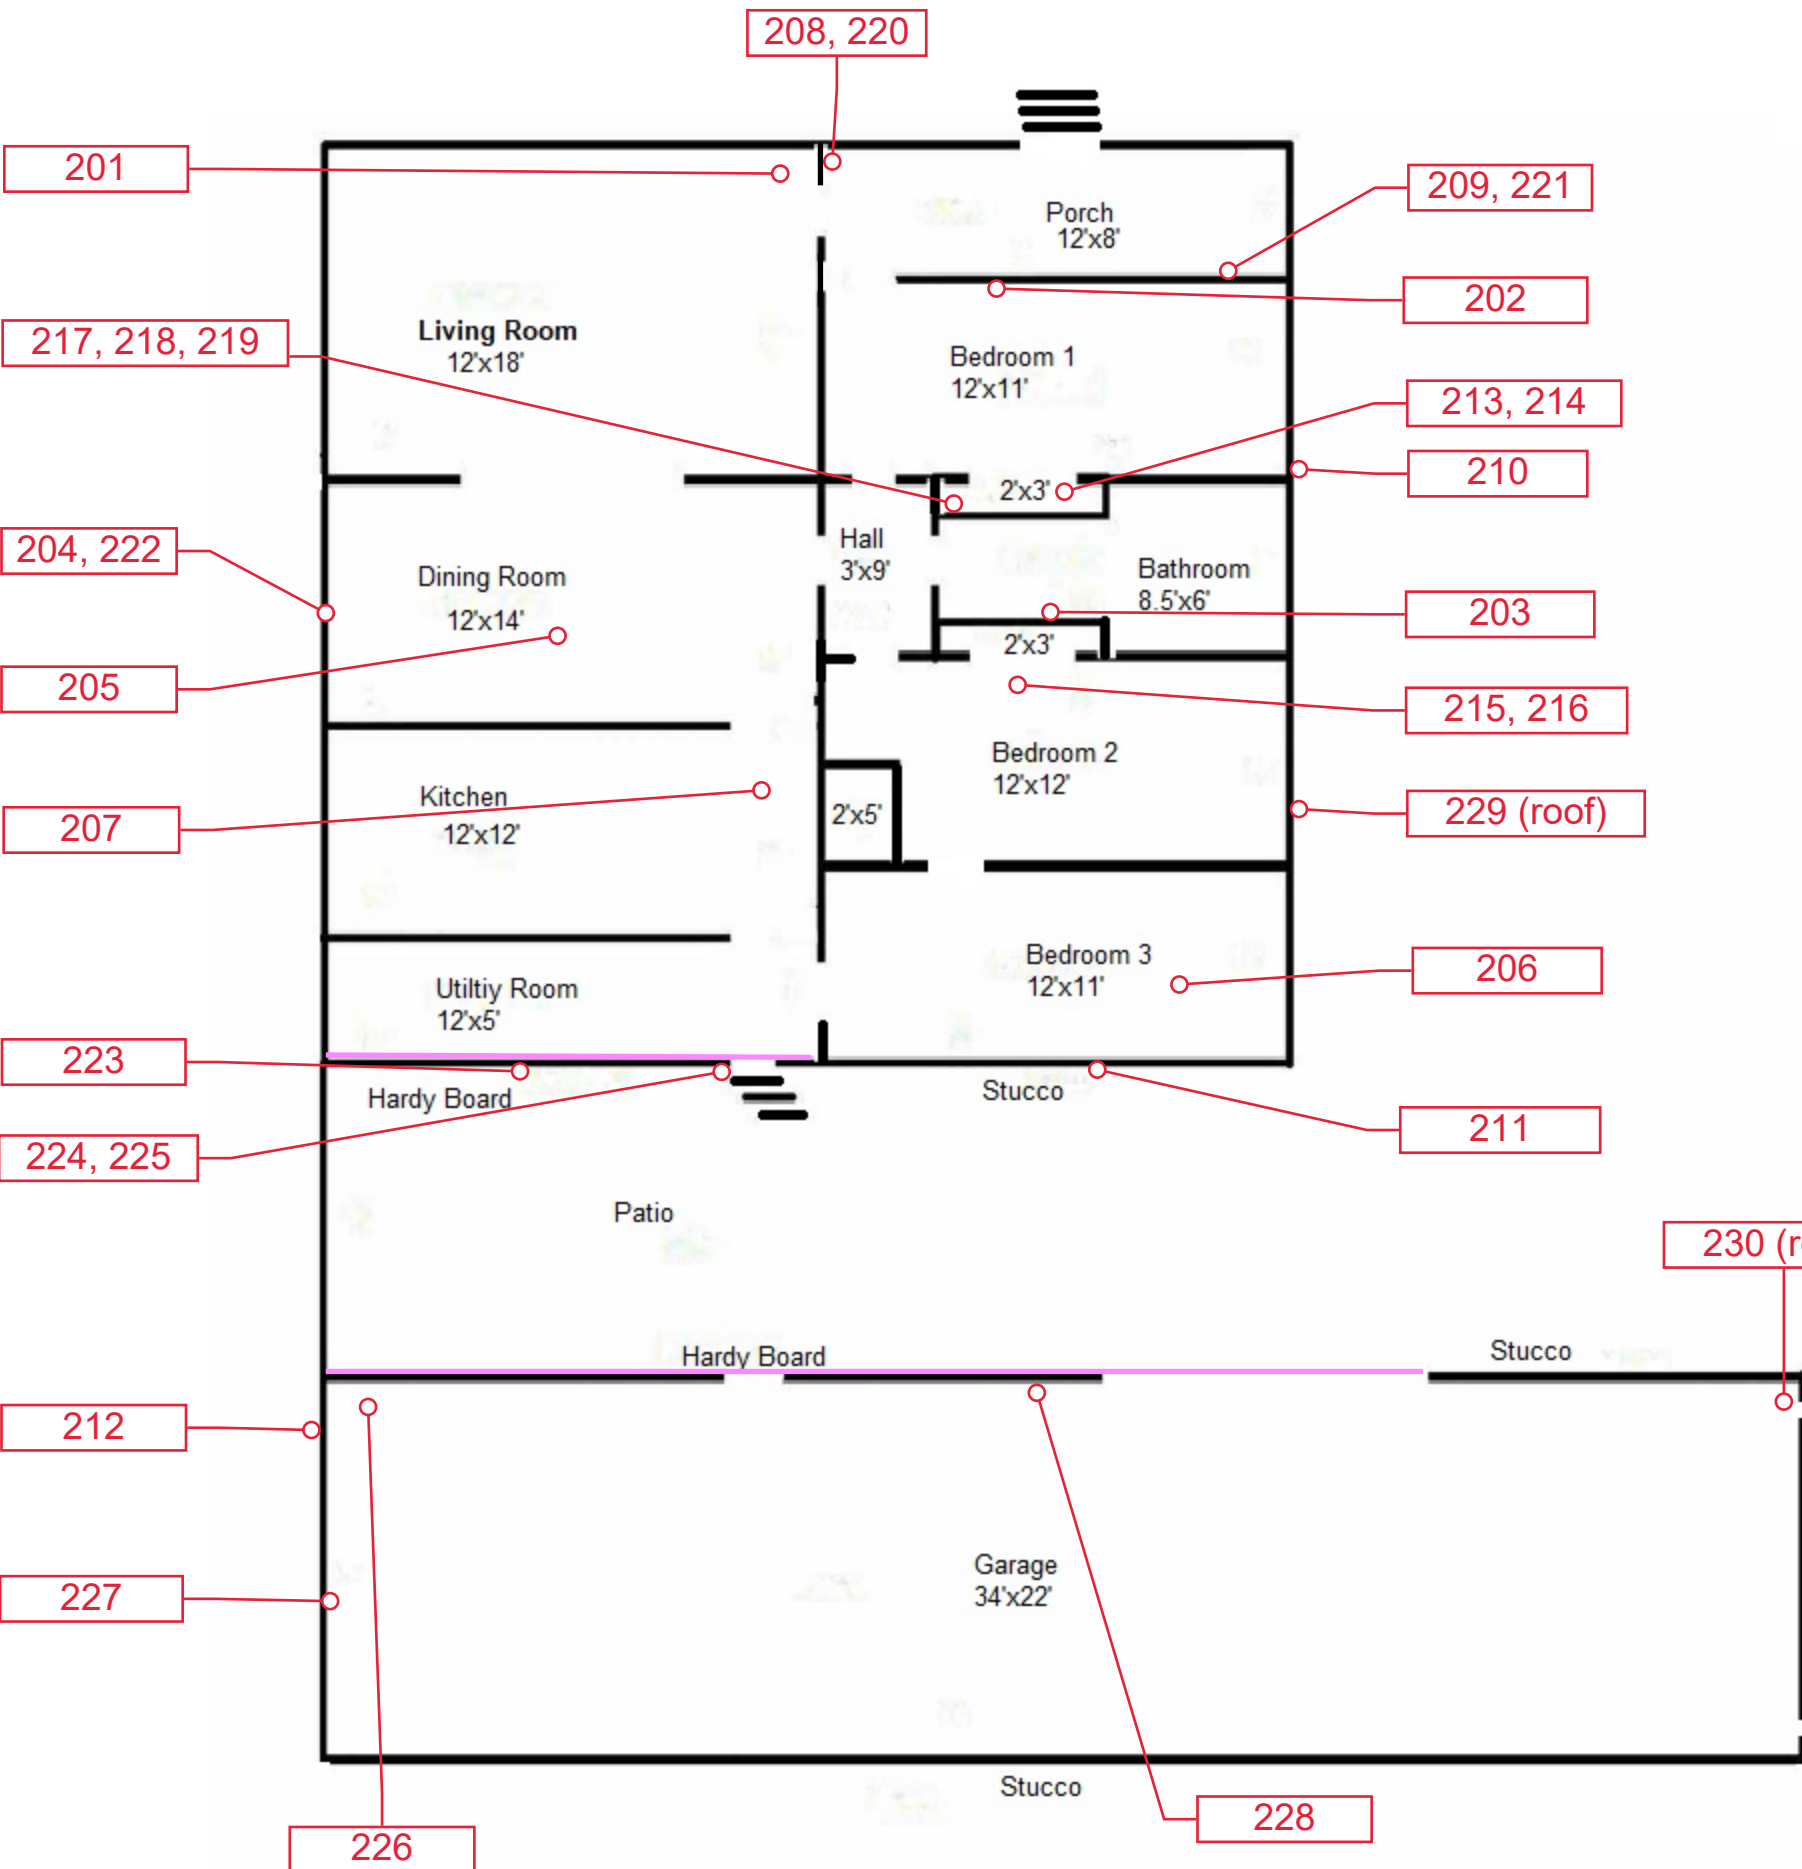 208, 220
201
209, 221
Porch
12'x8'
202
217, 218, 219
Living Room
12'x18'
Bedroom 1
12'x11'
213, 214
210
2'x3'
204, 222
Hall
3'x9'
Dining Room
12'x14'
Bathroom
8.5'x6'
203
2'x3'
205
215, 216
Bedroom 2
12'x12'
Kitchen
12'x12'
2'x5'
207
229 (roof)
Bedroom 3
12'x11'
206
Utiltiy Room
12'x5'
223
Hardy Board
Stucco
211
224, 225
Patio
230 (r
Hardy Board
Stucco
212
Garage
34'x22'
227
Stucco
228
226